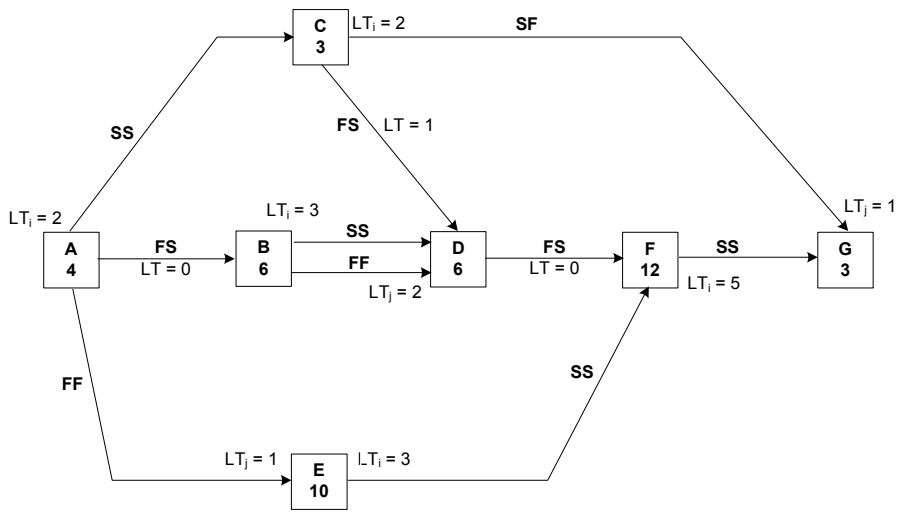 C
3
LTi = 2
SF
SS
FS
LT = 1
LTi = 2
LTi = 3
LTj = 1
A
4
FS
LT = 0
B
6
SS
FF
LTj = 2
D
6
FS
LT = 0
F
12
SS
LTi = 5
G
3
FF
SS
LTj = 1
LTi = 3
E
10